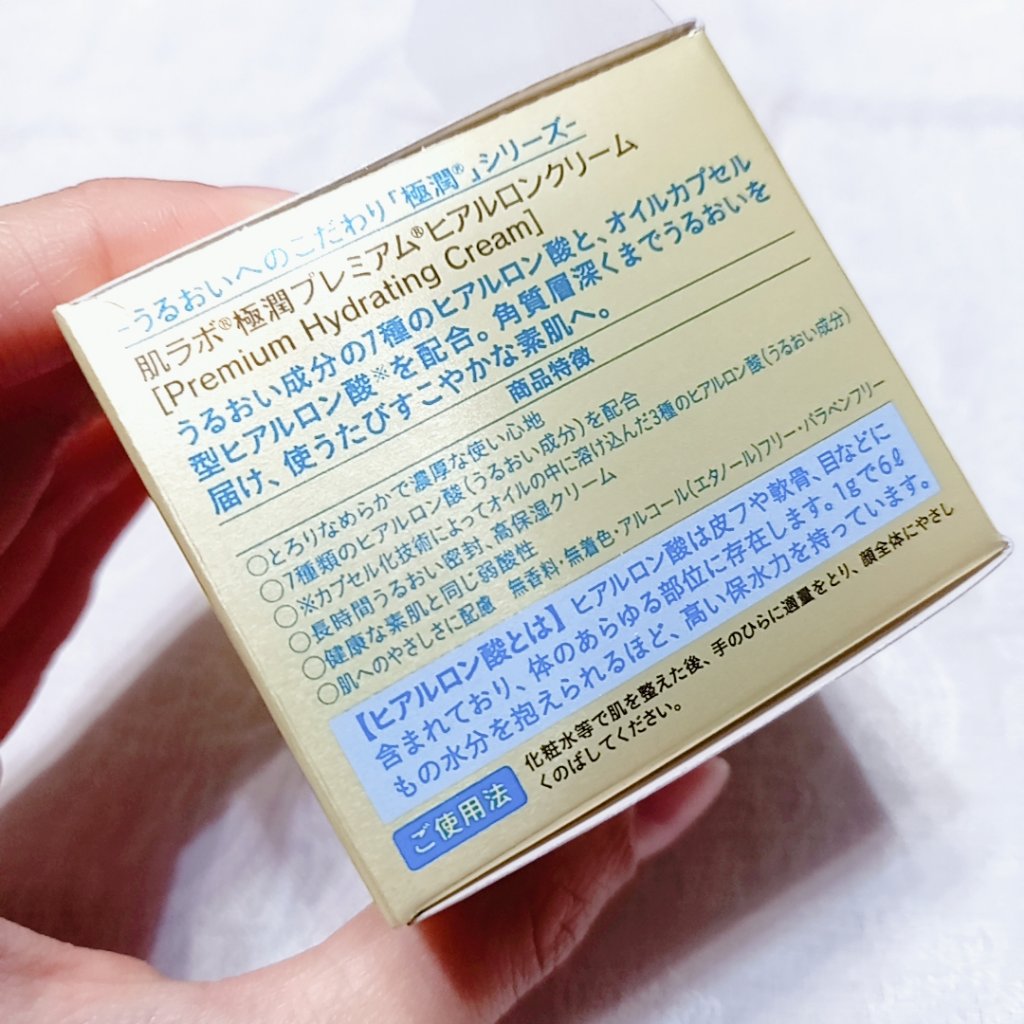 -うるおいへのこだわり「極潤®」シリーズ-
肌ラボ®極潤プレミアム®ヒアルロンクリーム
[Premium Hydrating Cream]
うるおい成分の7種のヒアルロン酸と、オイルカプセル
型ヒアルロン酸※を配合。角質層深くまでうるおいを
届け、使うたびすこやかな素肌へ。
商品特徴
○とろりなめらかで濃厚な使い心地
○7種類のヒアルロン酸(うるおい成分)を配合
○※カプセル化技術によってオイルの中に溶け込んだ3種のヒアルロン酸(うるおい成分)
○長時間うるおい密封、高保湿クリーム
○健康な素肌と同じ弱酸性
○肌へのやさしさに配慮 無香料・無着色・アルコール(エタノール)フリー・パラベンフリー
【ヒアルロン酸とは】ヒアルロン酸は皮フや軟骨、目などに
含まれており、体のあらゆる部位に存在します。1gで6ℓ
もの水分を抱えられるほど、高い保水力を持っています。
ご使用法
化粧水等で肌を整えた後、手のひらに適量をとり、顔全体にやさし
くのばしてください。